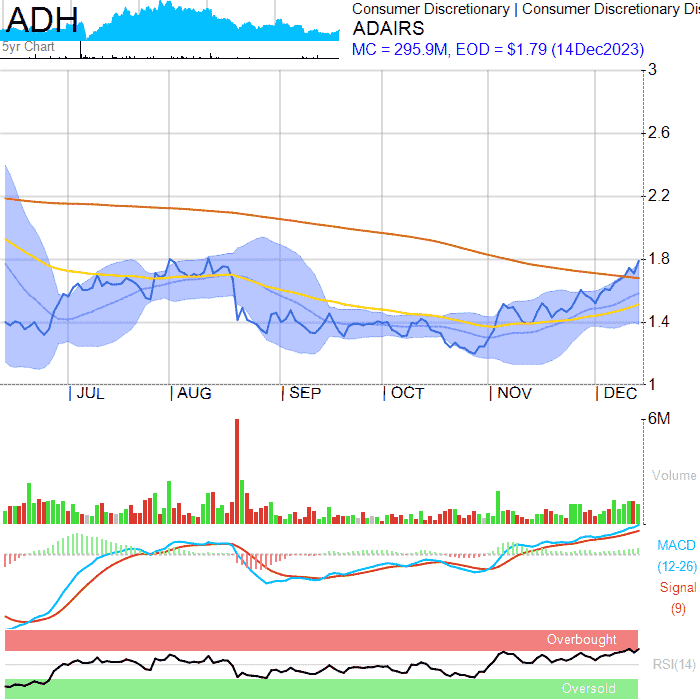 ADH
5yr Chart
Consumer Discretionary | Consumer Discretionary Dis
ADAIRS
MC = 295.9M, EOD = $1.79 (14Dec2023)
3
2.6
2.2
1.8
1.4
1
JUL
AUG
SEP
OCT
NOV
DEC
6M
Volume
MACD
(12-26)
Signal
(9)
Overbought
RSI(14)
Oversold